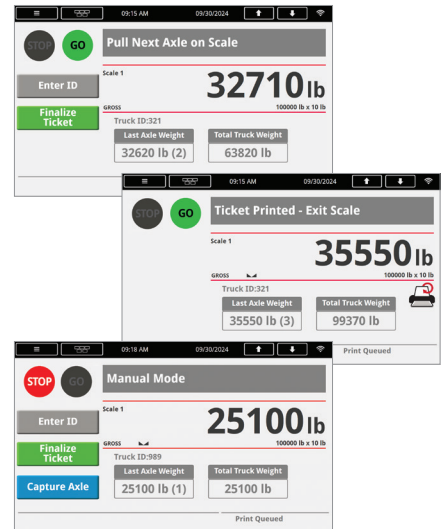 09:15 AM 09/30/2024
STOP GO Pull Next Axle on Scale
Scale 1
Enter ID
32710 lb
GROSS 100000 lb x 10 lb
Finalize Ticket
Truck ID:321
Last Axle Weight Total Truck Weight
32620 lb (2) 63820 lb
09:15 AM 09/30/2024
STOP GO Ticket Printed - Exit Scale
Scale 1
35550 lb
GROSS 100000 lb x 10 lb
Truck ID:321
Last Axle Weight Total Truck Weight
35550 lb (3) 99370 lb
Print Queued
09:18 AM 09/30/2024
STOP GO Manual Mode
Scale 1
Enter ID
25100 lb
GROSS 100000 lb x 10 lb
Finalize Ticket
Truck ID:989
Last Axle Weight Total Truck Weight
Capture Axle
25100 lb (1) 25100 lb
Print Queued